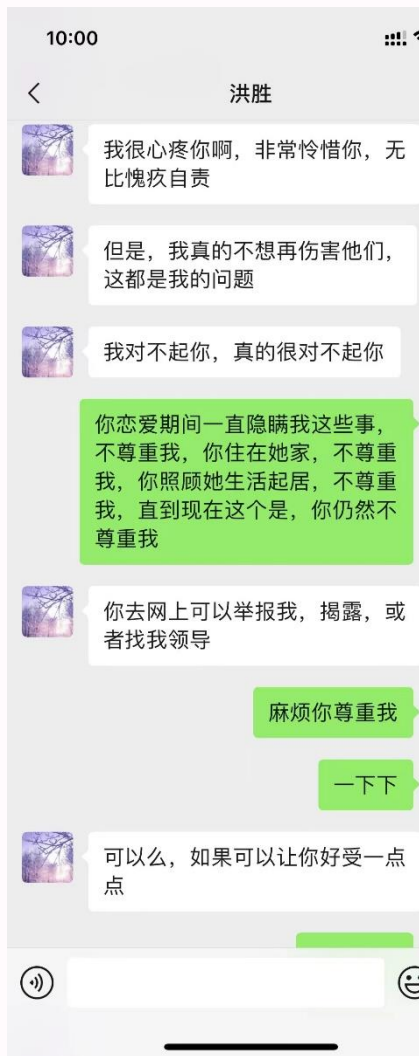 10:00
洪胜
我很心疼你啊，非常怜惜你，无
比愧疚自责
但是，我真的不想再伤害他们，
这都是我的问题
我对不起你，真的很对不起你
你恋爱期间一直隐瞒我这些事，
不尊重我，你住在她家，不尊重
我，你照顾她生活起居，不尊重
我，直到现在这个是，你仍然不
尊重我
你去网上可以举报我，揭露，或
者找我领导
麻烦你尊重我
一下下
可以么，如果可以让你好受一点
点